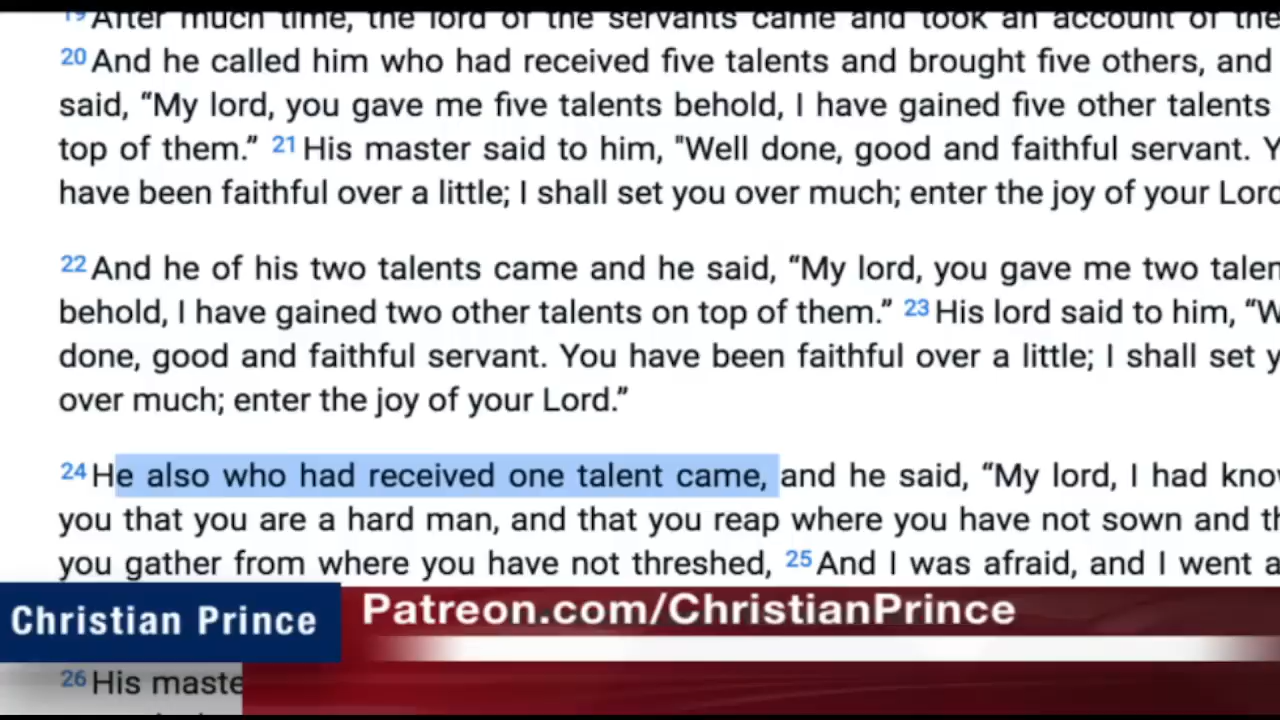 19 After much time, the lord of the servants came and took an account of the
20 And he called him who had received five talents and brought five others, and
said, “My lord, you gave me five talents behold, I have gained five other talents
top of them.” 21 His master said to him, "Well done, good and faithful servant. Y
have been faithful over a little; I shall set you over much; enter the joy of your Lord
22 And he of his two talents came and he said, “My lord, you gave me two talen
behold, I have gained two other talents on top of them.” 23 His lord said to him, “W
done, good and faithful servant. You have been faithful over a little; I shall set y
over much; enter the joy of your Lord.”
24 He also who had received one talent came, and he said, “My lord, I had know
you that you are a hard man, and that you reap where you have not sown and th
you gather from where you have not threshed, 25 And I was afraid, and I went a
Christian Prince
Patreon.com/ChristianPrince
26 His maste